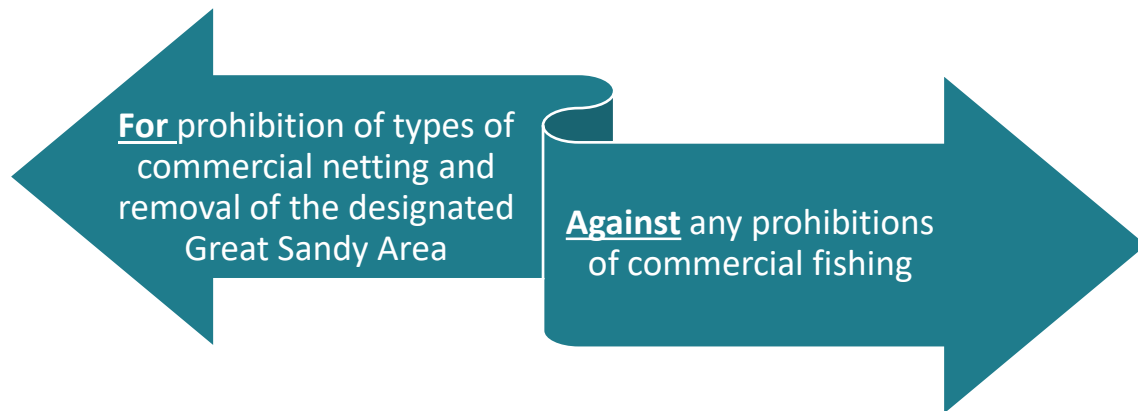 For prohibition of types of
commercial netting and
removal of the designated
Great Sandy Area
Against any prohibitions
of commercial fishing